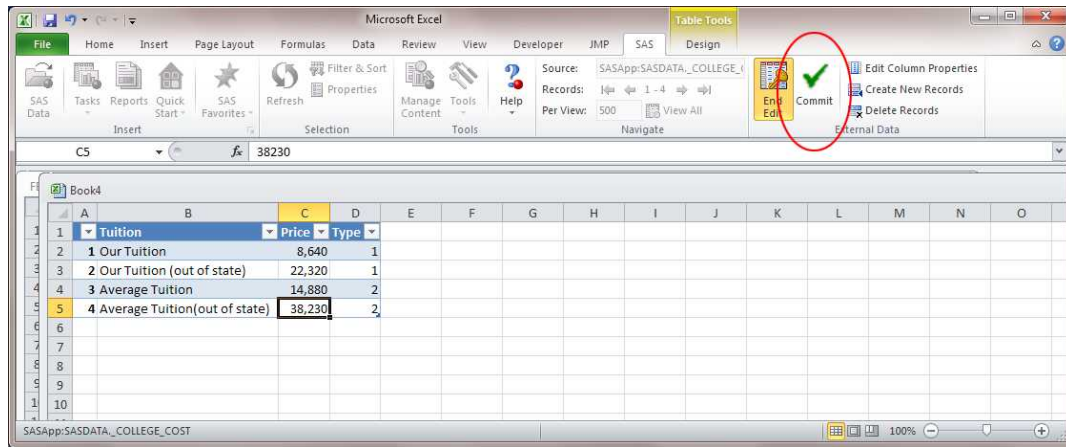 Microsoft Excel
Table Tools
File Home Insert Page Layout Formulas Data Review View Developer JMP SAS Design
SAS Data
Tasks Reports Quick Start SAS Favorites
Insert
Refresh
Filter & Sort
Properties
Selection
Manage Content Tools
Tools
Help
Source: SASApp:SASDATA._COLLEGE_
Records: 1-4
Per View: 500 View All
Navigate
End Edit
Commit
Edit Column Properties
Create New Records
Delete Records
External Data
C5 fx 38230
Book4
A B C D E F G H I J K L M N O
1 Tuition Price Type
2 1 Our Tuition 8,640 1
3 2 Our Tuition (out of state) 22,320 1
4 3 Average Tuition 14,880 2
5 4 Average Tuition(out of state) 38,230 2
6
7
8
9
10
SASApp:SASDATA._COLLEGE_COST
100%